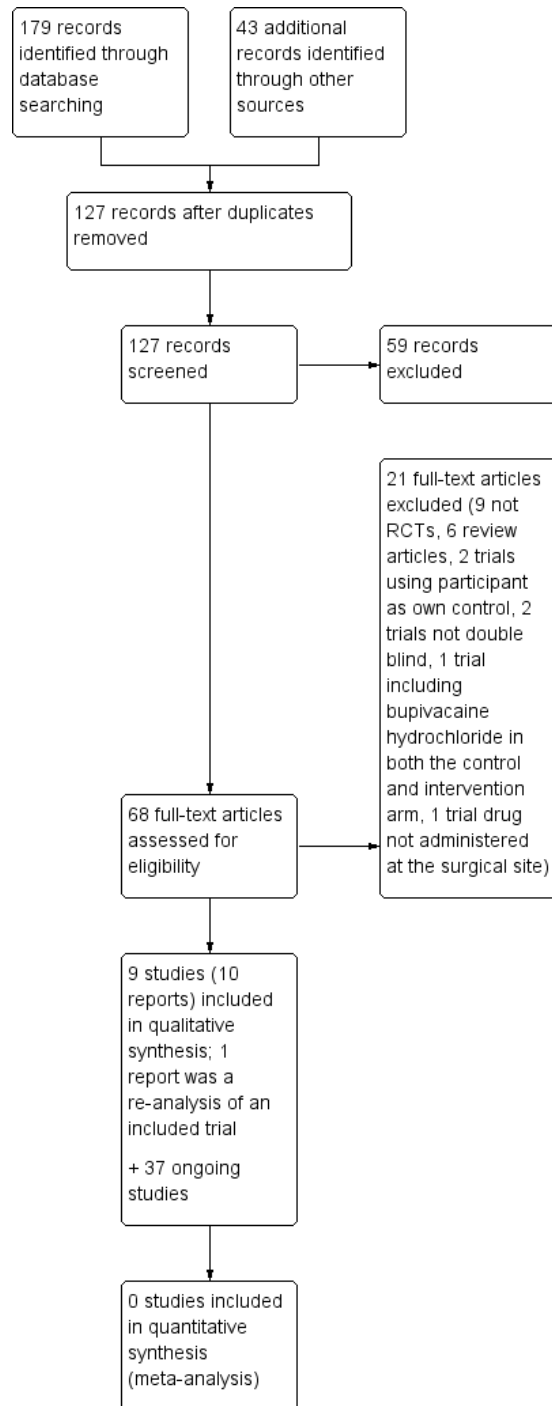 179 records
identified through
database
searching
43 additional
records identified
through other
sources
127 records after duplicates
removed
127 records
screened
59 records
excluded
21 full-text articles
excluded (9 not
RCTs, 6 review
articles, 2 trials
using participant
as own control, 2
trials not double
blind, 1 trial
including
bupivacaine
hydrochloride in
both the control
and intervention
arm, 1 trial drug
not administered
at the surgical site)
68 full-text articles
assessed for
eligibility
9 studies (10
reports) included
in qualitative
synthesis; 1
report was a
re-analysis of an
included trial
+ 37 ongoing
studies
0 studies included
in quantitative
synthesis
(meta-analysis)